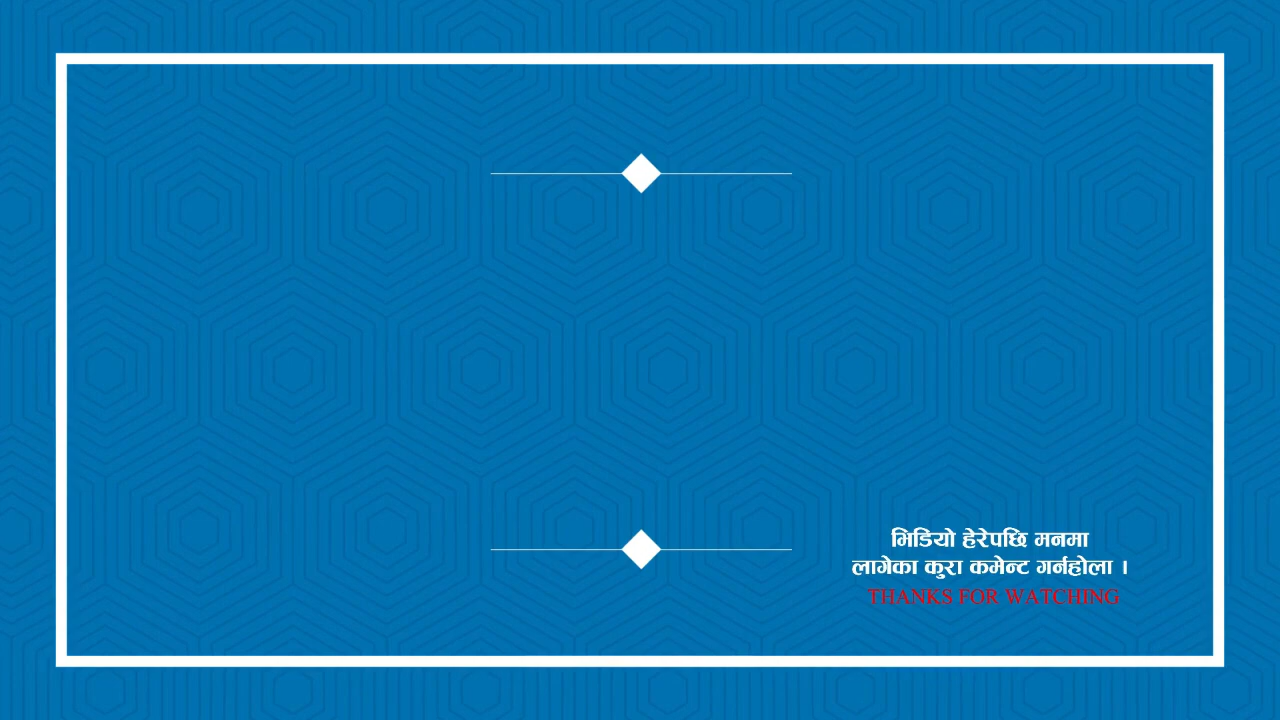 भिडियो हेरेपछि मनमा
लागेका कुरा कमेन्ट गर्नहोला ।
THANKS FOR WATCHING